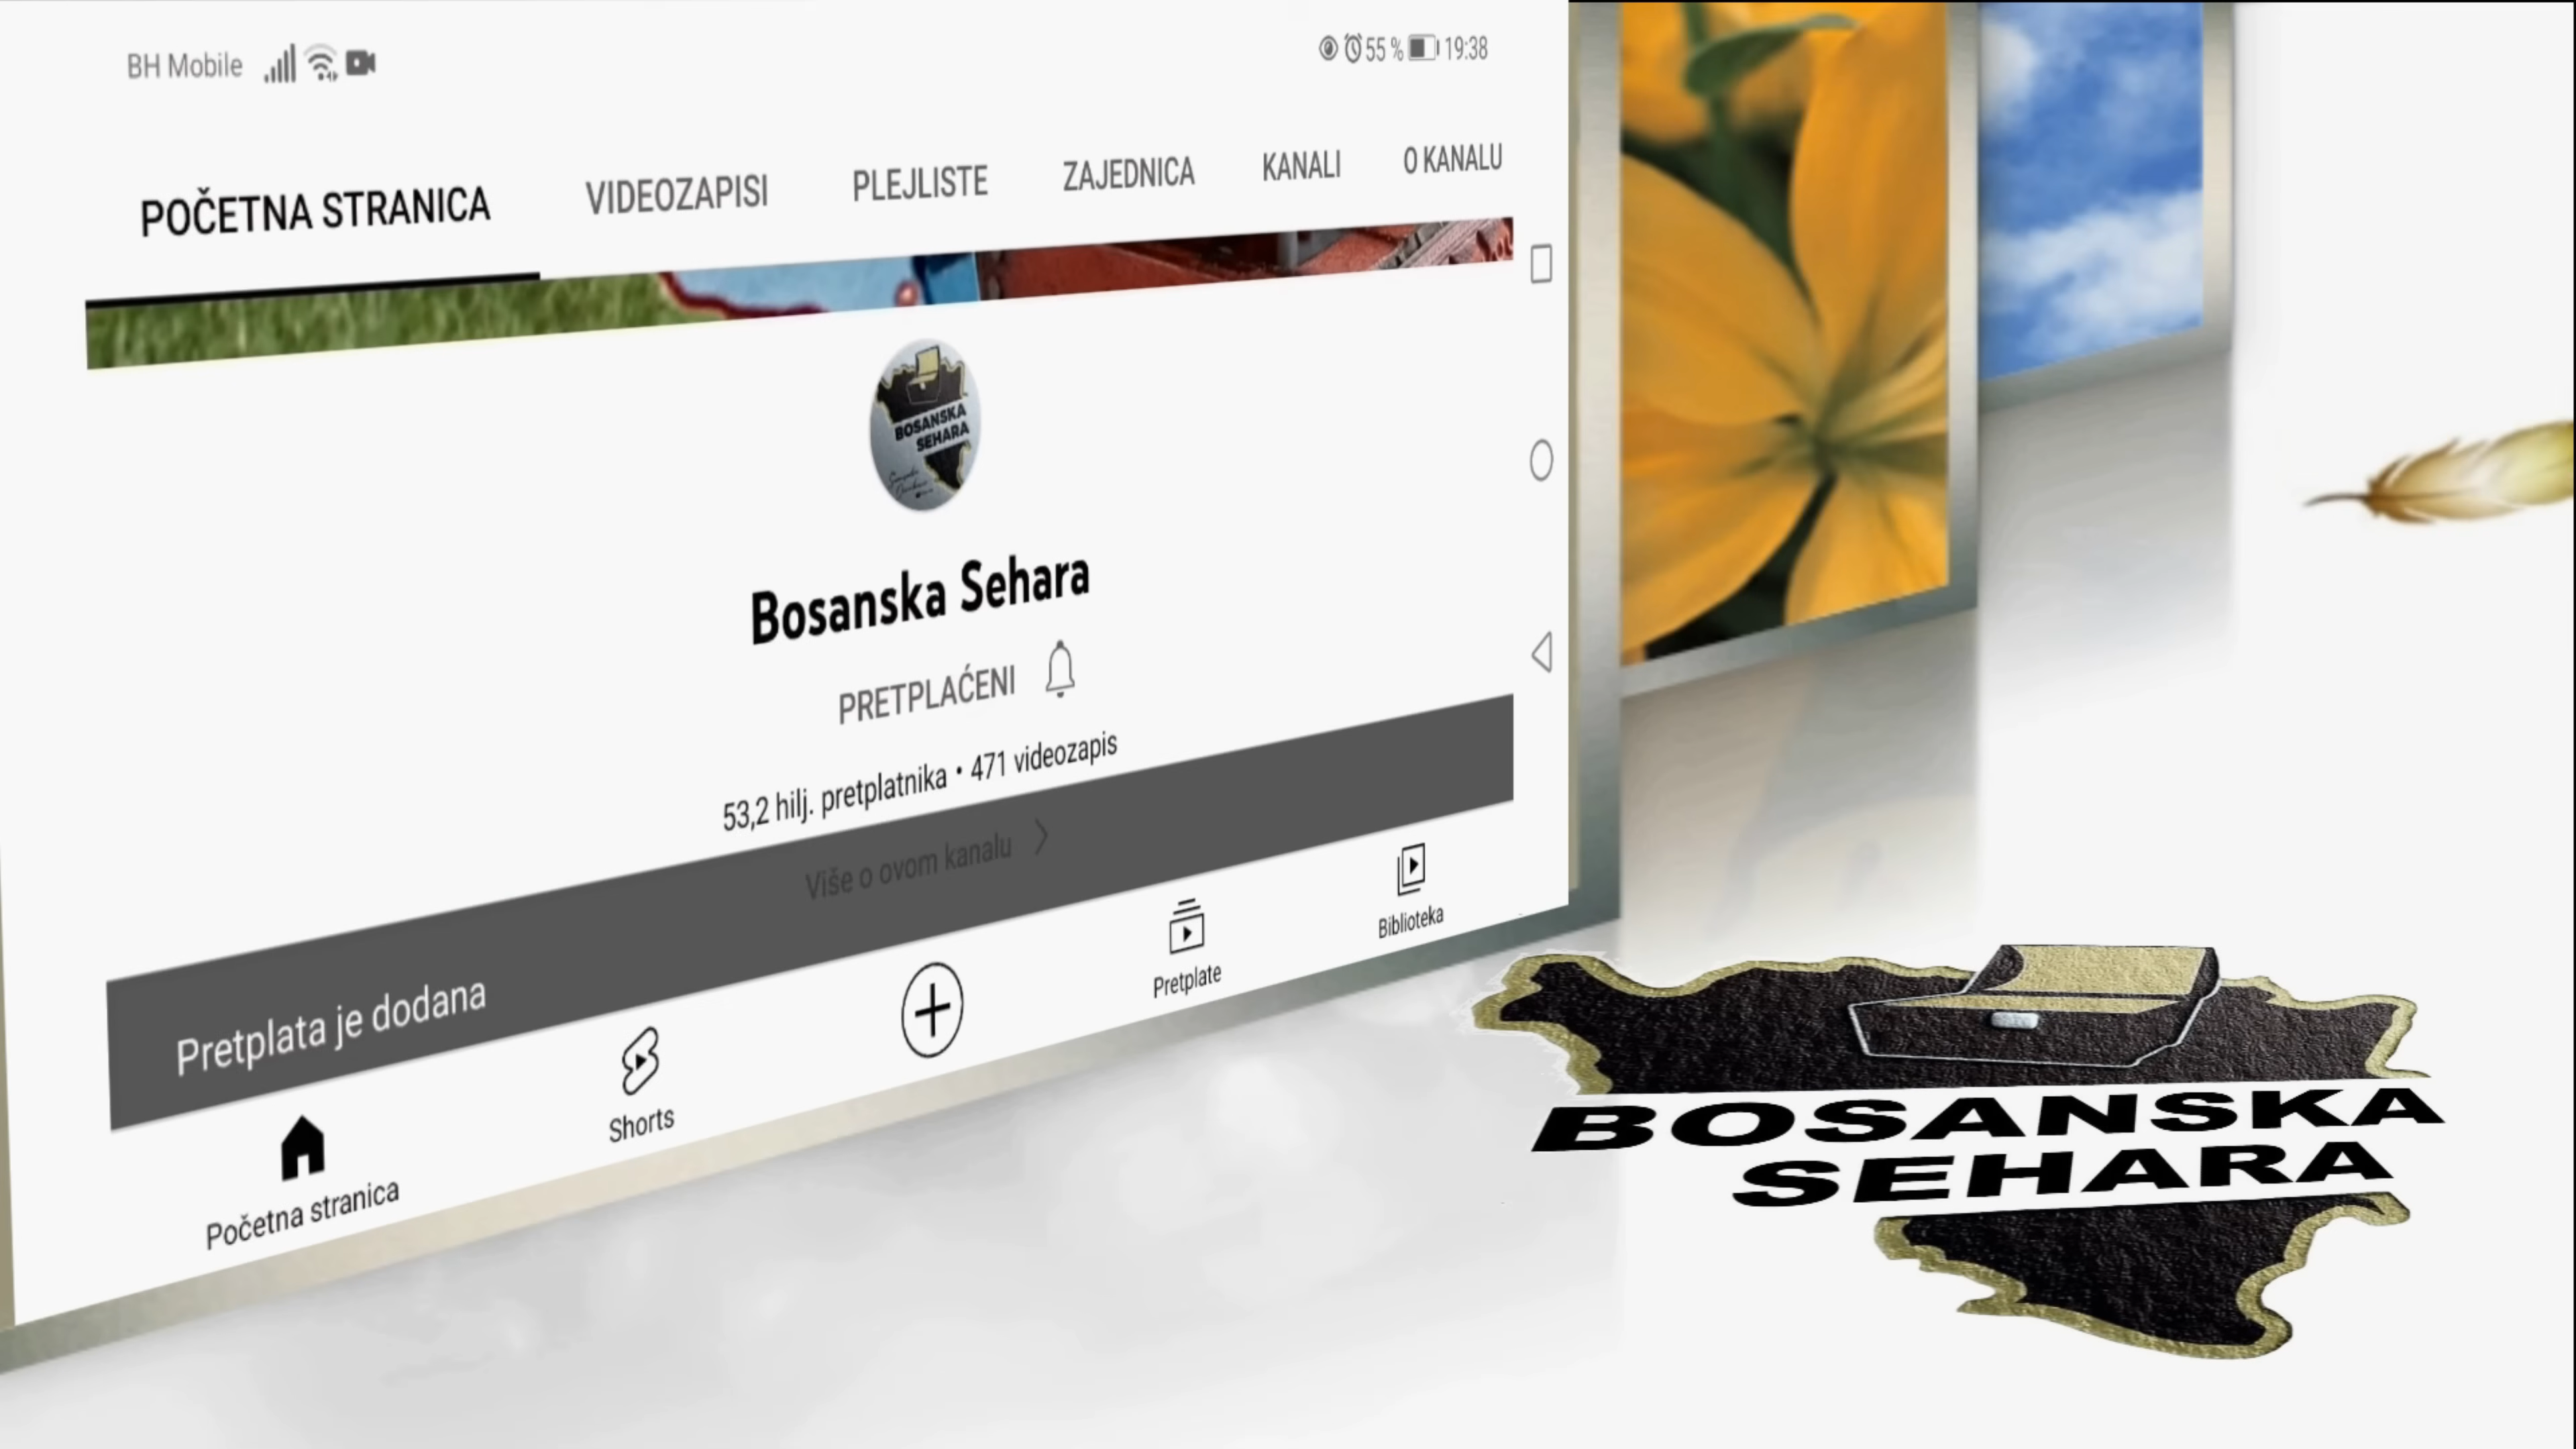 BH Mobile
55 % 19:38
POČETNA STRANICA VIDEOZAPISI PLEJLISTE ZAJEDNICA KANALI O KANALU
BOSANSKA
SEHARA
Bosanska Sehara
PRETPLAĆENI
53,2 hilj. pretplatnika • 471 videozapis
Više o ovom kanalu
Pretplata je dodana
Početna stranica
Shorts
Pretplate
Biblioteka
BOSANSKA
SEHARA